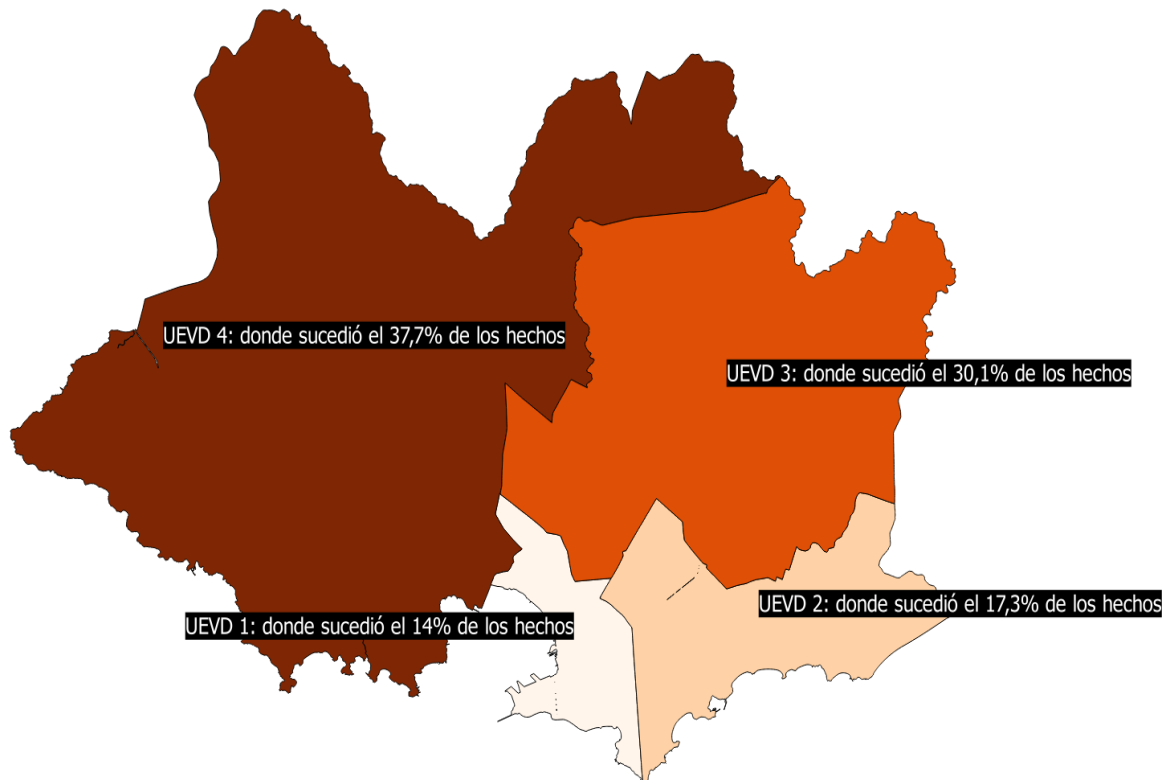 UEVD 4: donde sucedió el 37,7% de los hechos
UEVD 3: donde sucedió el 30,1% de los hechos
UEVD 2: donde sucedió el 17,3% de los hechos
UEVD 1: donde sucedió el 14% de los hechos